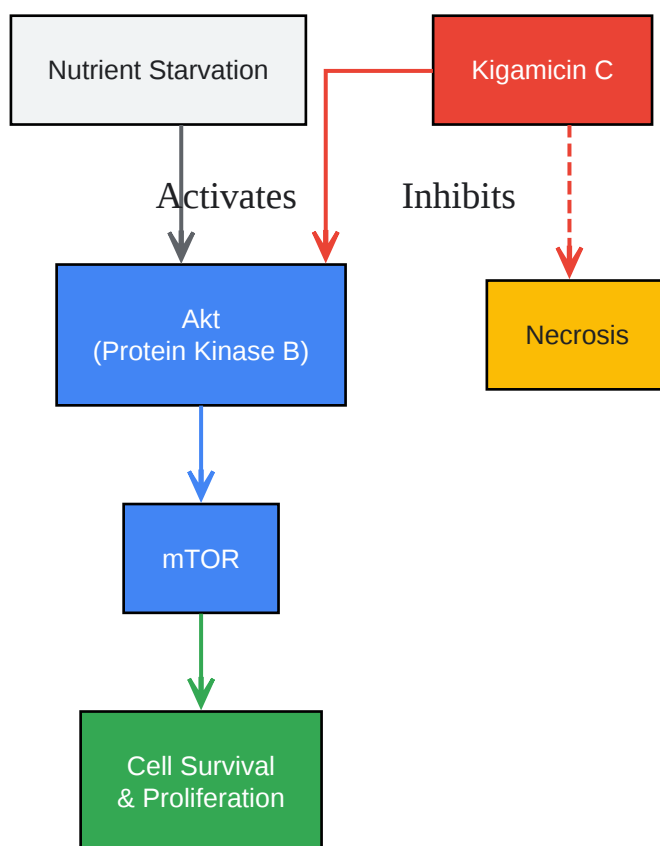 Nutrient Starvation
Kigamicin C
Activates
Inhibits
Akt
(Protein Kinase B)
Necrosis
mTOR
Cell Survival
& Proliferation